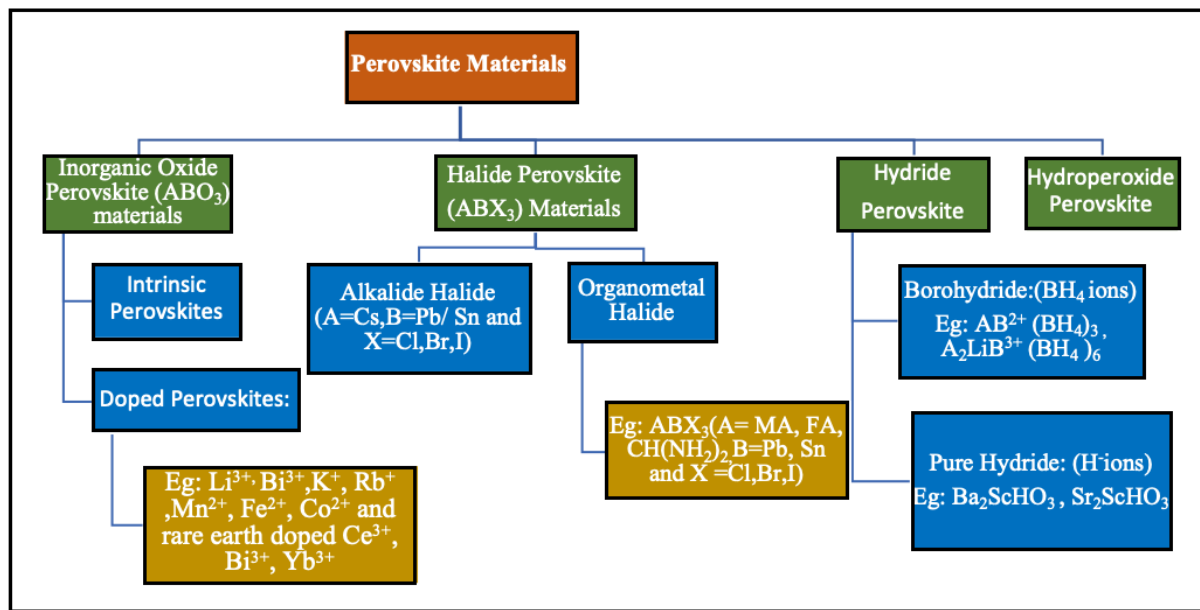 Perovskite Materials
Inorganic Oxide
Perovskite (ABO₃)
materials
Halide Perovskite
(ABX₃) Materials
Hydride
Perovskite
Hydroperoxide
Perovskite
Intrinsic
Perovskites
Doped Perovskites:
Eg: Li³⁺, Bi³⁺,K⁺, Rb⁺
,Mn²⁺, Fe²⁺, Co²⁺ and
rare earth doped Ce³⁺,
Bi³⁺, Yb³⁺
Alkalide Halide
(A=Cs,B=Pb/ Sn and
X=Cl,Br,I)
Organometal
Halide
Eg: ABX₃(A= MA, FA,
CH(NH₂)₂,B=Pb, Sn
and X =Cl,Br,I)
Borohydride:(BH₄ ions)
Eg: AB²⁺ (BH₄)₃ ,
A₂LiB³⁺ (BH₄ )₆
Pure Hydride: (H⁻ions)
Eg: Ba₂ScHO₃ , Sr₂ScHO₃